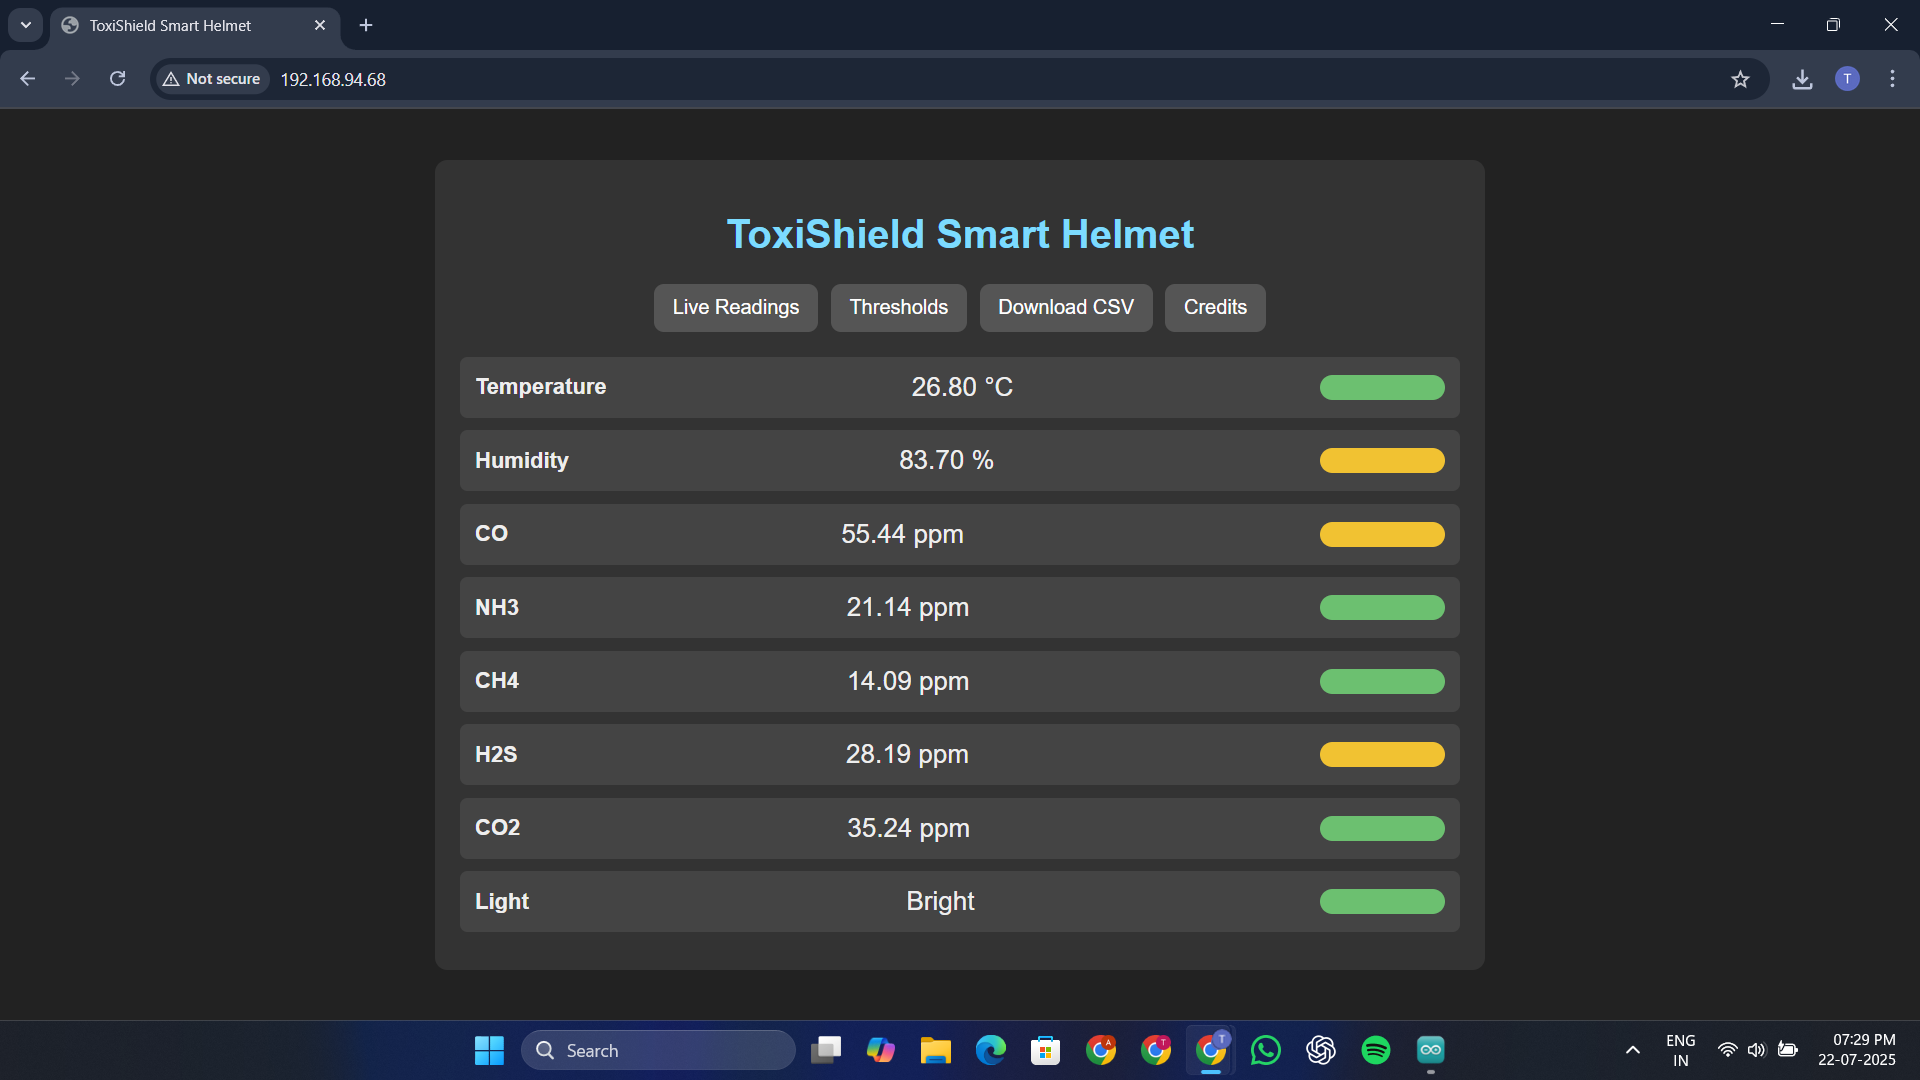 ToxiShield Smart Helmet
Not secure
192.168.94.68
T
ToxiShield Smart Helmet
Live Readings
Thresholds
Download CSV
Credits
Temperature 26.80 °C
Humidity 83.70 %
CO 55.44 ppm
NH3 21.14 ppm
CH4 14.09 ppm
H2S 28.19 ppm
CO2 35.24 ppm
Light Bright
Search
A
T
T
ENG
IN
07:29 PM
22-07-2025